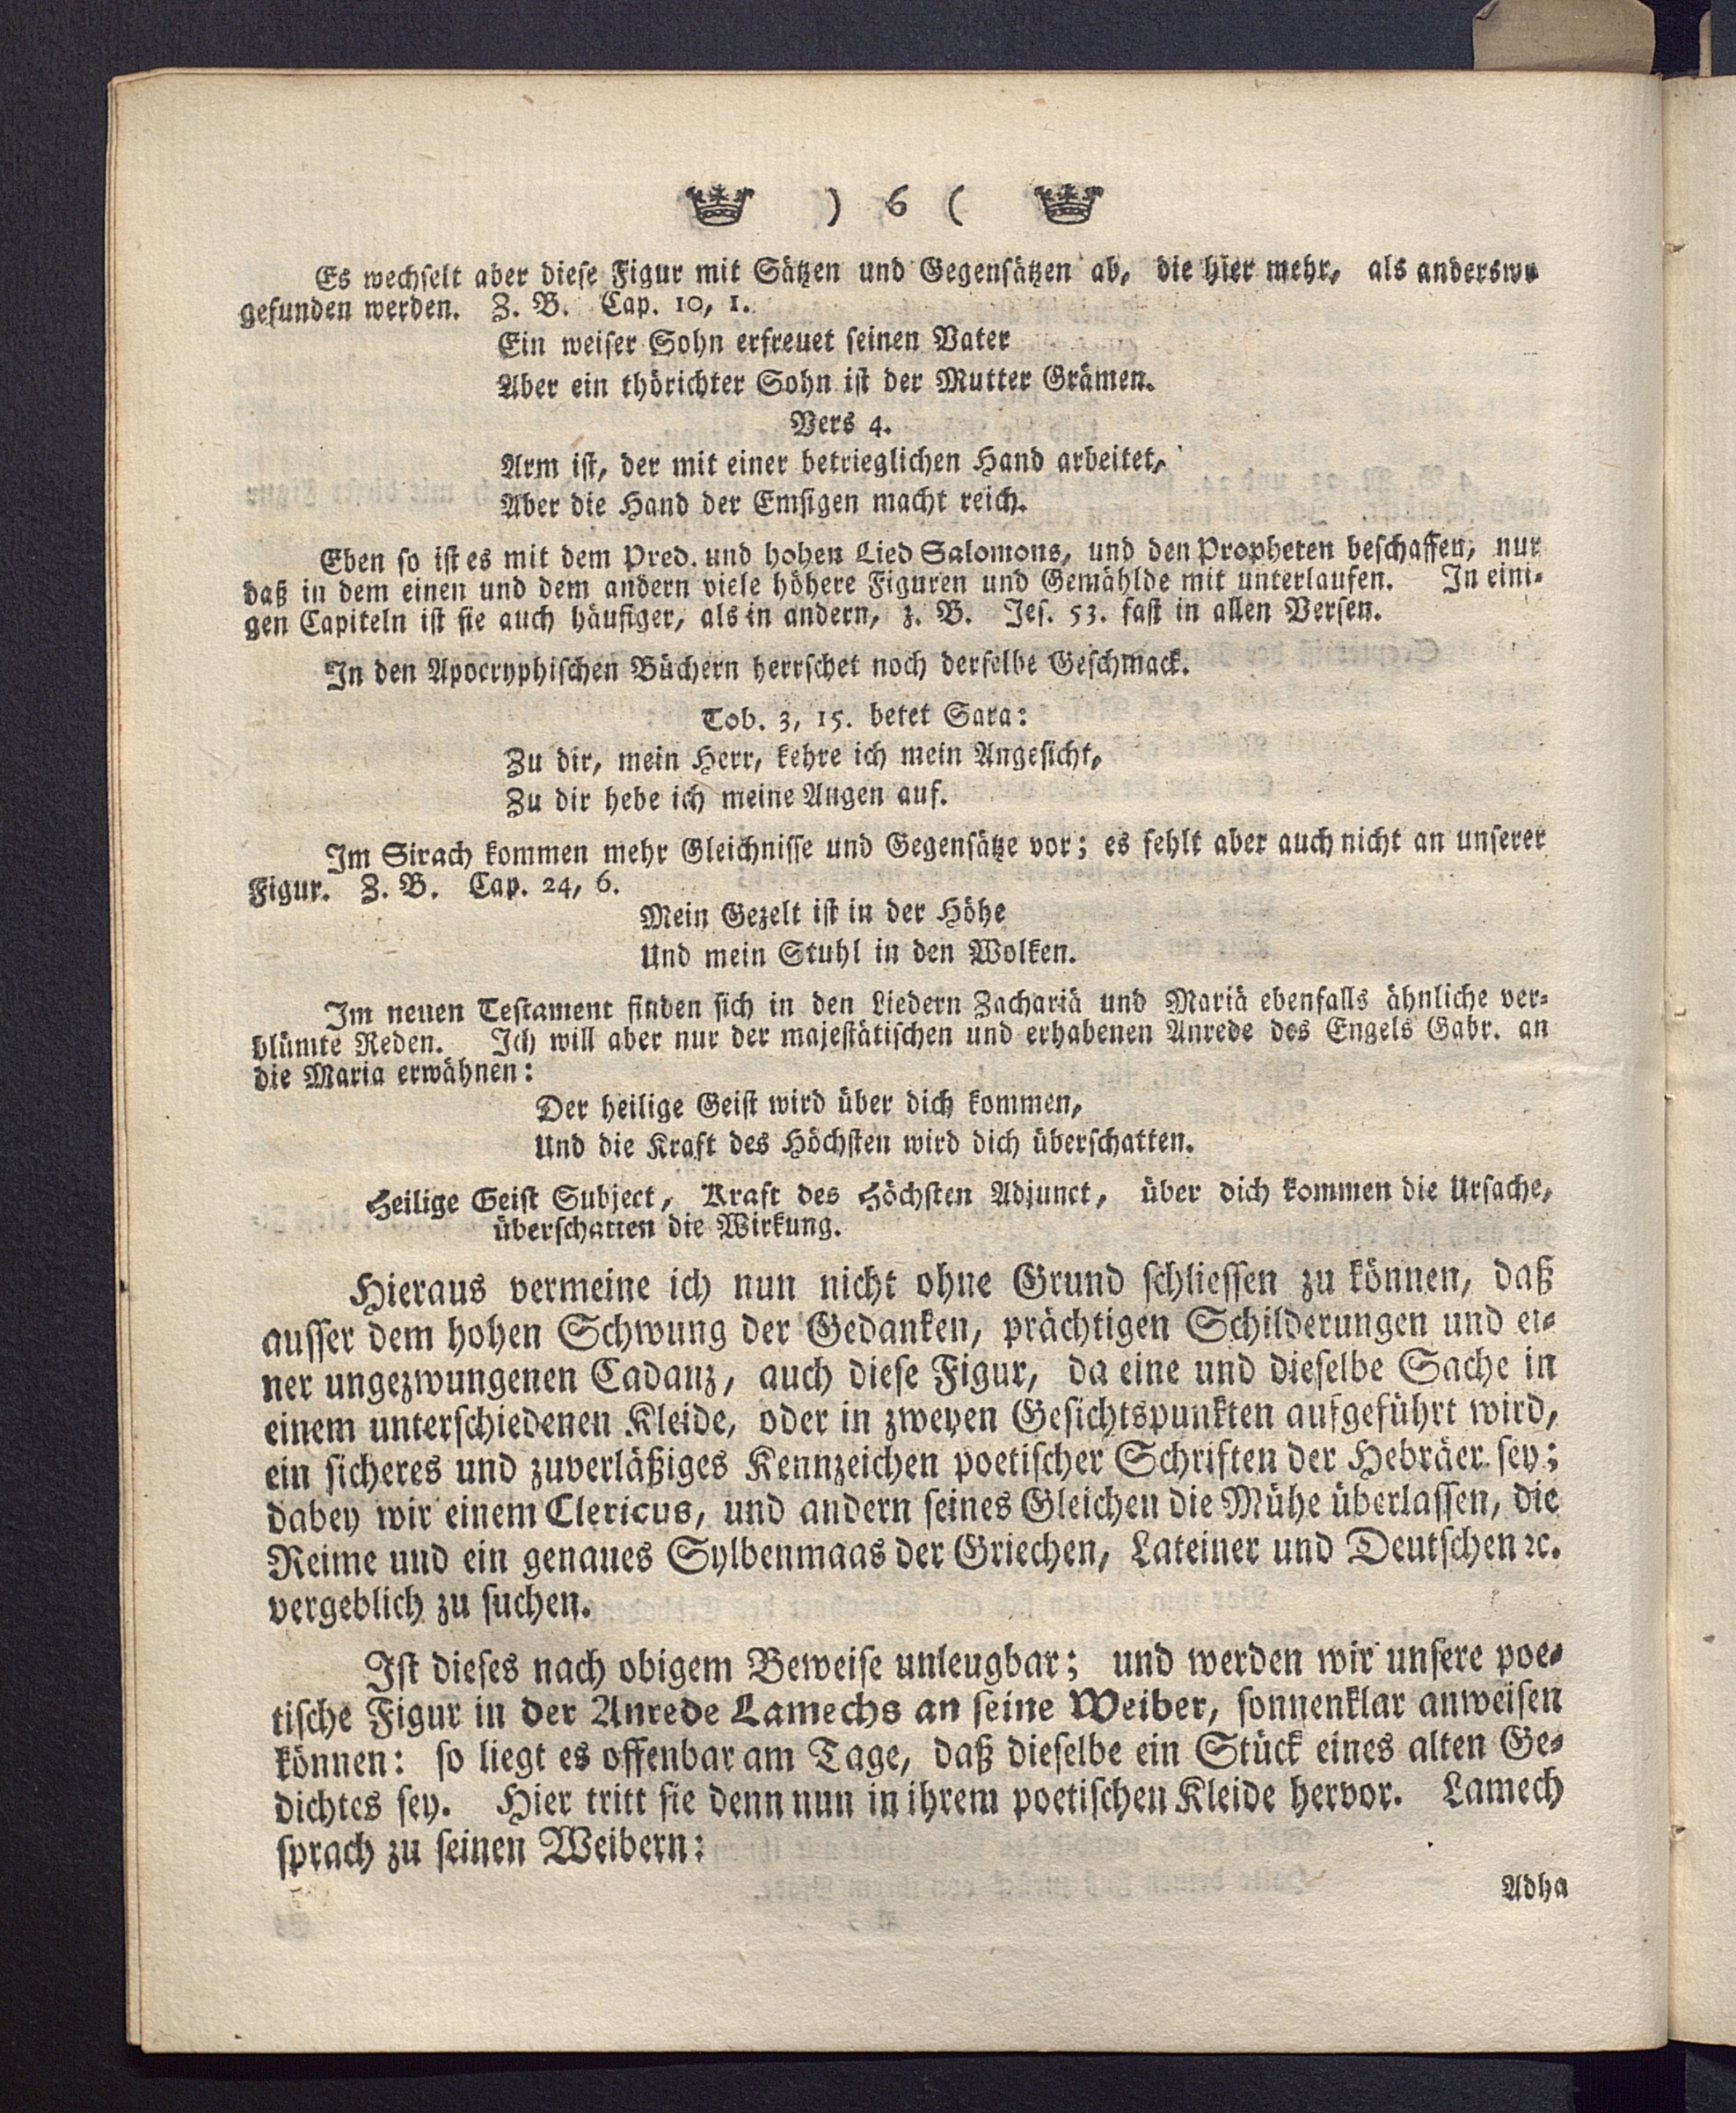 ) 6 (
Es wechselt aber diese Figur mit Sätzen und Gegensätzen ab, die hier mehr, als anderswo
gefunden werden. Z. B. Cap. 10, 1.
Ein weiser Sohn erfreuet seinen Vater
Aber ein thörichter Sohn ist der Mutter Grämen.
Vers 4.
Arm ist, der mit einer betrieglichen Hand arbeitet,
Aber die Hand der Emsigen macht reich.
Eben so ist es mit dem Pred. und hohen Lied Salomons, und den Propheten beschaffen, nur
daß in dem einen und dem andern viele höhere Figuren und Gemählde mit unterlaufen. In eini-
gen Capiteln ist sie auch häufiger, als in andern, z. B. Jes. 53. fast in allen Versen.
In den Apocryphischen Büchern herrschet noch derselbe Geschmack.
Tob. 3, 15. betet Sara:
Zu dir, mein Herr, kehre ich mein Angesicht,
Zu dir hebe ich meine Augen auf.
Im Sirach kommen mehr Gleichnisse und Gegensätze vor; es fehlt aber auch nicht an unserer
Figur. Z. B. Cap. 24, 6.
Mein Gezelt ist in der Höhe
Und mein Stuhl in den Wolken.
Im neuen Testament finden sich in den Liedern Zachariä und Mariä ebenfalls ähnliche ver-
blümte Reden. Ich will aber nur der majestätischen und erhabenen Anrede des Engels Gabr. an
die Maria erwähnen:
Der heilige Geist wird über dich kommen,
Und die Kraft des Höchsten wird dich überschatten.
Heilige Geist Subject, Kraft des Höchsten Adjunct, über dich kommen die Ursache,
überschatten die Wirkung.
Hieraus vermeine ich nun nicht ohne Grund schliessen zu können, daß
ausser dem hohen Schwung der Gedanken, prächtigen Schilderungen und ei-
ner ungezwungenen Cadanz, auch diese Figur, da eine und dieselbe Sache in
einem unterschiedenen Kleide, oder in zweyen Gesichtspunkten aufgeführt wird,
ein sicheres und zuverläßiges Kennzeichen poetischer Schriften der Hebräer sey;
dabey wir einem Clericus, und andern seines Gleichen die Mühe überlassen, die
Reime und ein genaues Sylbenmaas der Griechen, Lateiner und Deutschen ꝛc.
vergeblich zu suchen.
Ist dieses nach obigem Beweise unleugbar; und werden wir unsere poe-
tische Figur in der Anrede Lamechs an seine Weiber, sonnenklar anweisen
können: so liegt es offenbar am Tage, daß dieselbe ein Stück eines alten Ge-
dichtes sey. Hier tritt sie denn nun in ihrem poetischen Kleide hervor. Lamech
sprach zu seinen Weibern:
Adha